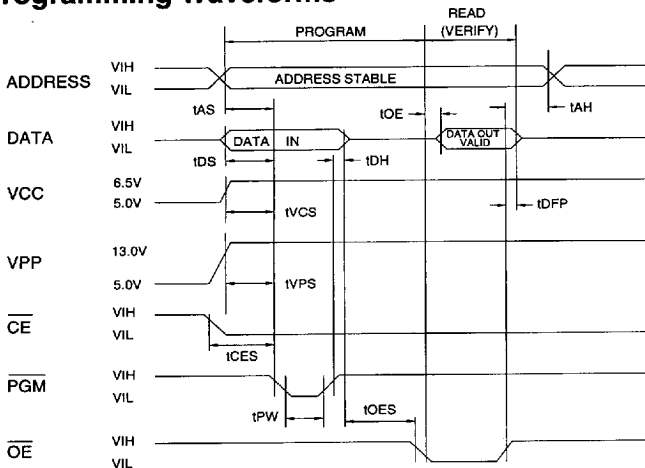 rogramming Waveforms
READ
PROGRAM (VERIFY)
ADDRESS VIH VIL ADDRESS STABLE
tAS tOE tAH
DATA VIH VIL DATA IN DATA OUT VALID
tDS tDH
VCC 6.5V 5.0V
tVCS tDFP
VPP 13.0V 5.0V
tVPS
CE VIH VIL
tCES
PGM VIH VIL
tPW tOES
OE VIH VIL